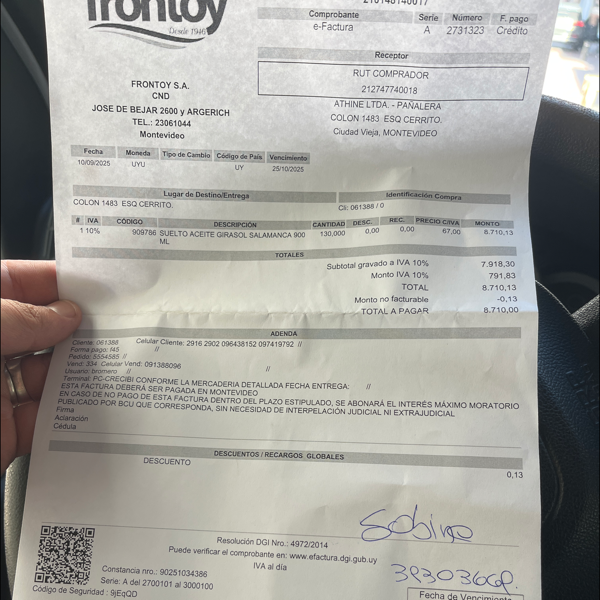 frontoy
Desde 1946
Comprobante Serie Número F. pago
e-Factura A 2731323 Crédito
Receptor
RUT COMPRADOR
212747740018
ATHINE LTDA. - PAÑALERA
COLON 1483 ESQ CERRITO.
Ciudad Vieja, MONTEVIDEO
FRONTOY S.A.
CND
JOSE DE BEJAR 2600 y ARGERICH
TEL.: 23061044
Montevideo
Fecha Moneda Tipo de Cambio Código de País Vencimiento
10/09/2025 UYU UY 25/10/2025
Lugar de Destino/Entrega Identificación Compra
COLON 1483 ESQ CERRITO. Cli: 061388 / 0
# IVA CÓDIGO DESCRIPCIÓN CANTIDAD DESC. REC. PRECIO C/IVA MONTO
1 10% 909786 SUELTO ACEITE GIRASOL SALAMANCA 900 ML 130,000 0,00 0,00 67,00 8.710,13
TOTALES
Subtotal gravado a IVA 10% 7.918,30
Monto IVA 10% 791,83
TOTAL 8.710,13
Monto no facturable -0,13
TOTAL A PAGAR 8.710,00
ADENDA
Cliente: 061388 Celular Cliente: 2916 2902 096438152 097419792 //
Forma pago: f45 //
Pedido: 5554585 //
Vend: 334 Celular Vend: 091388096 //
Usuario: bromero //
Terminal: PC-CRECIBI CONFORME LA MERCADERIA DETALLADA FECHA ENTREGA: //
ESTA FACTURA DEBERÁ SER PAGADA EN MONTEVIDEO
EN CASO DE NO PAGO DE ESTA FACTURA DENTRO DEL PLAZO ESTIPULADO, SE ABONARÁ EL INTERÉS MÁXIMO MORATORIO
PUBLICADO POR BCU QUE CORRESPONDA, SIN NECESIDAD DE INTERPELACIÓN JUDICIAL NI EXTRAJUDICIAL
Firma
Aclaración
Cédula
DESCUENTOS / RECARGOS GLOBALES
DESCUENTO 0,13
Resolución DGI Nro.: 4972/2014
Puede verificar el comprobante en: www.efactura.dgi.gub.uy
IVA al día
Constancia nro.: 90251034386
Serie: A del 2700101 al 3000100
Código de Seguridad : 9jEqQD
Fecha de Vencimiento